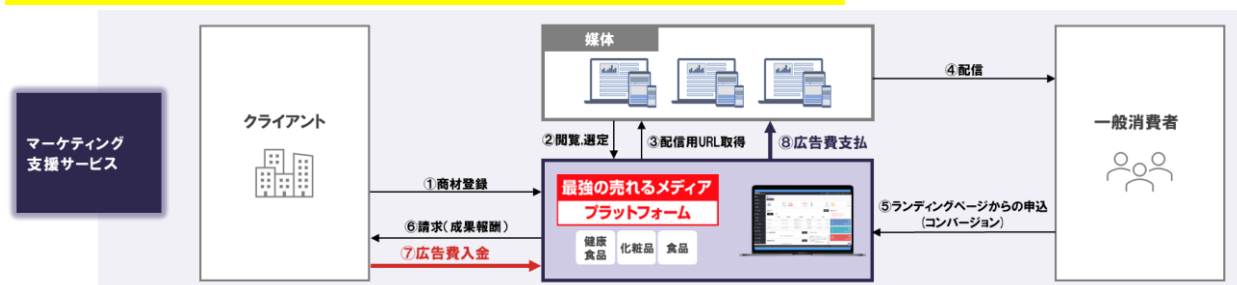 マーケティング
支援サービス
クライアント
媒体
②閲覧.選定
③配信用URL取得
⑧広告費支払
④配信
一般消費者
①商材登録
⑥請求(成果報酬)
⑦広告費入金
最強の売れるメディア
プラットフォーム
健康
食品
化粧品
食品
⑤ランディングページからの申込
(コンバージョン)